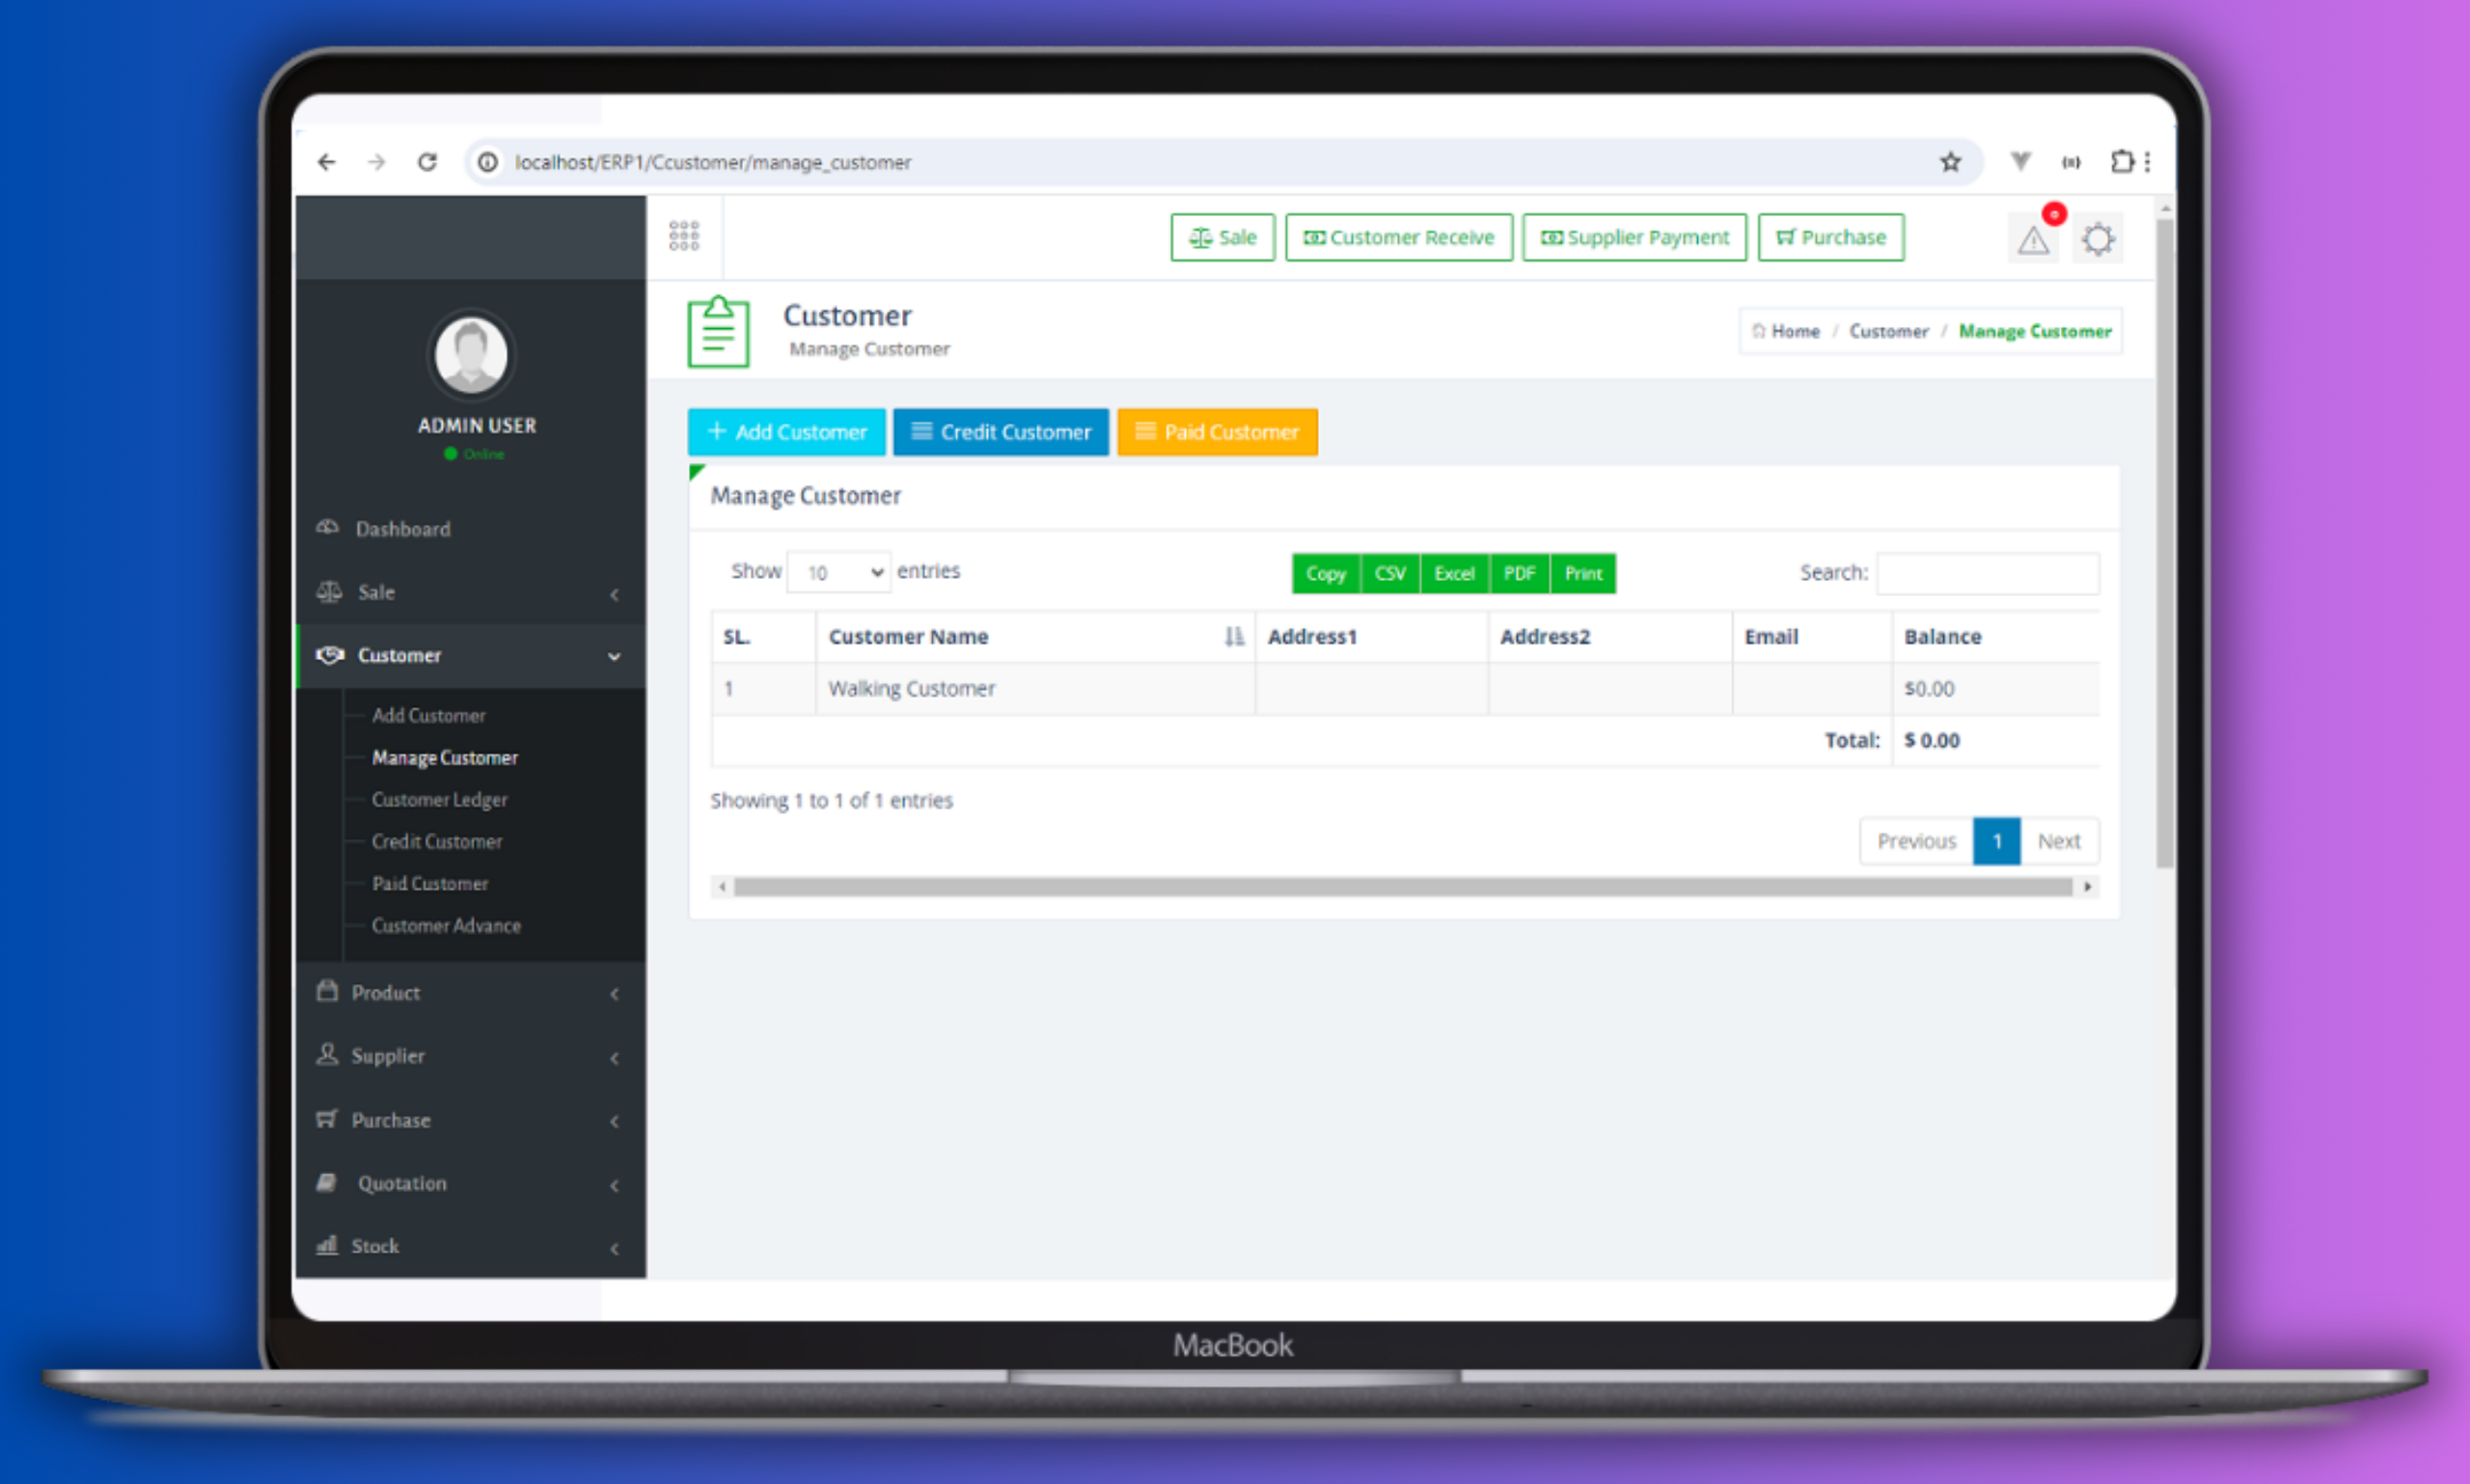 localhost/ERP1/Ccustomer/manage_customer
Sale Customer Receive Supplier Payment Purchase
0
Customer
Manage Customer
Home / Customer / Manage Customer
ADMIN USER
Online
Dashboard
Sale
Customer
Add Customer
Manage Customer
Customer Ledger
Credit Customer
Paid Customer
Customer Advance
Product
Supplier
Purchase
Quotation
Stock
+ Add Customer Credit Customer Paid Customer
Manage Customer
Show 10 entries Copy CSV Excel PDF Print Search:
SL. Customer Name Address1 Address2 Email Balance
1 Walking Customer $0.00
Total: $ 0.00
Showing 1 to 1 of 1 entries
Previous 1 Next
MacBook